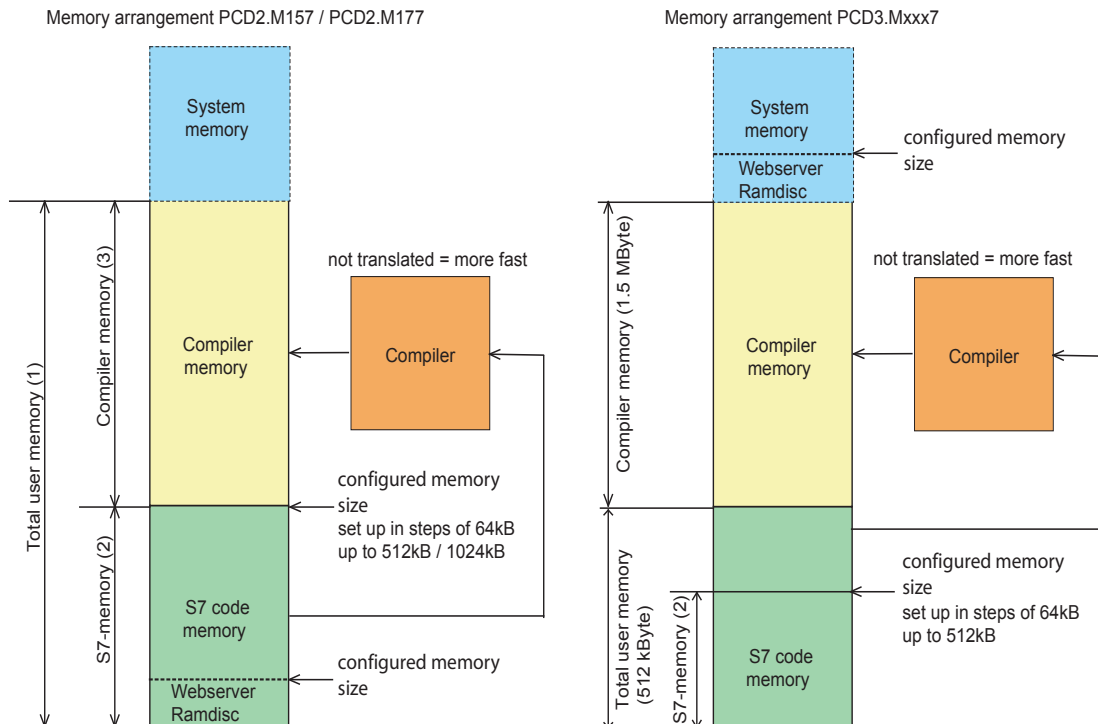 Memory arrangement PCD2.M157 / PCD2.M177
System
memory
Total user memory (1)
Compiler memory (3)
S7-memory (2)
Compiler
memory
not translated = more fast
Compiler
configured memory
size
set up in steps of 64kB
up to 512kB / 1024kB
S7 code
memory
configured memory
size
Webserver
Ramdisc
Memory arrangement PCD3.Mxxx7
System
memory
configured memory
size
Webserver
Ramdisc
Compiler memory (1.5 MByte)
Compiler
memory
not translated = more fast
Compiler
configured memory
size
set up in steps of 64kB
up to 512kB
Total user memory
(512 kByte)
S7-memory (2)
S7 code
memory